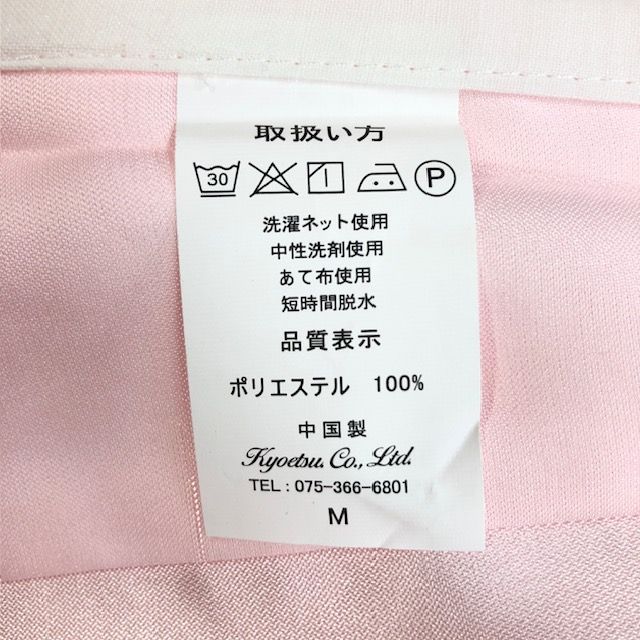 取扱い方
30 P
洗濯ネット使用
中性洗剤使用
あて布使用
短時間脱水
品質表示
ポリエステル 100%
中国製
Kyoetsu. Co., Ltd.
TEL : 075-366-6801
M